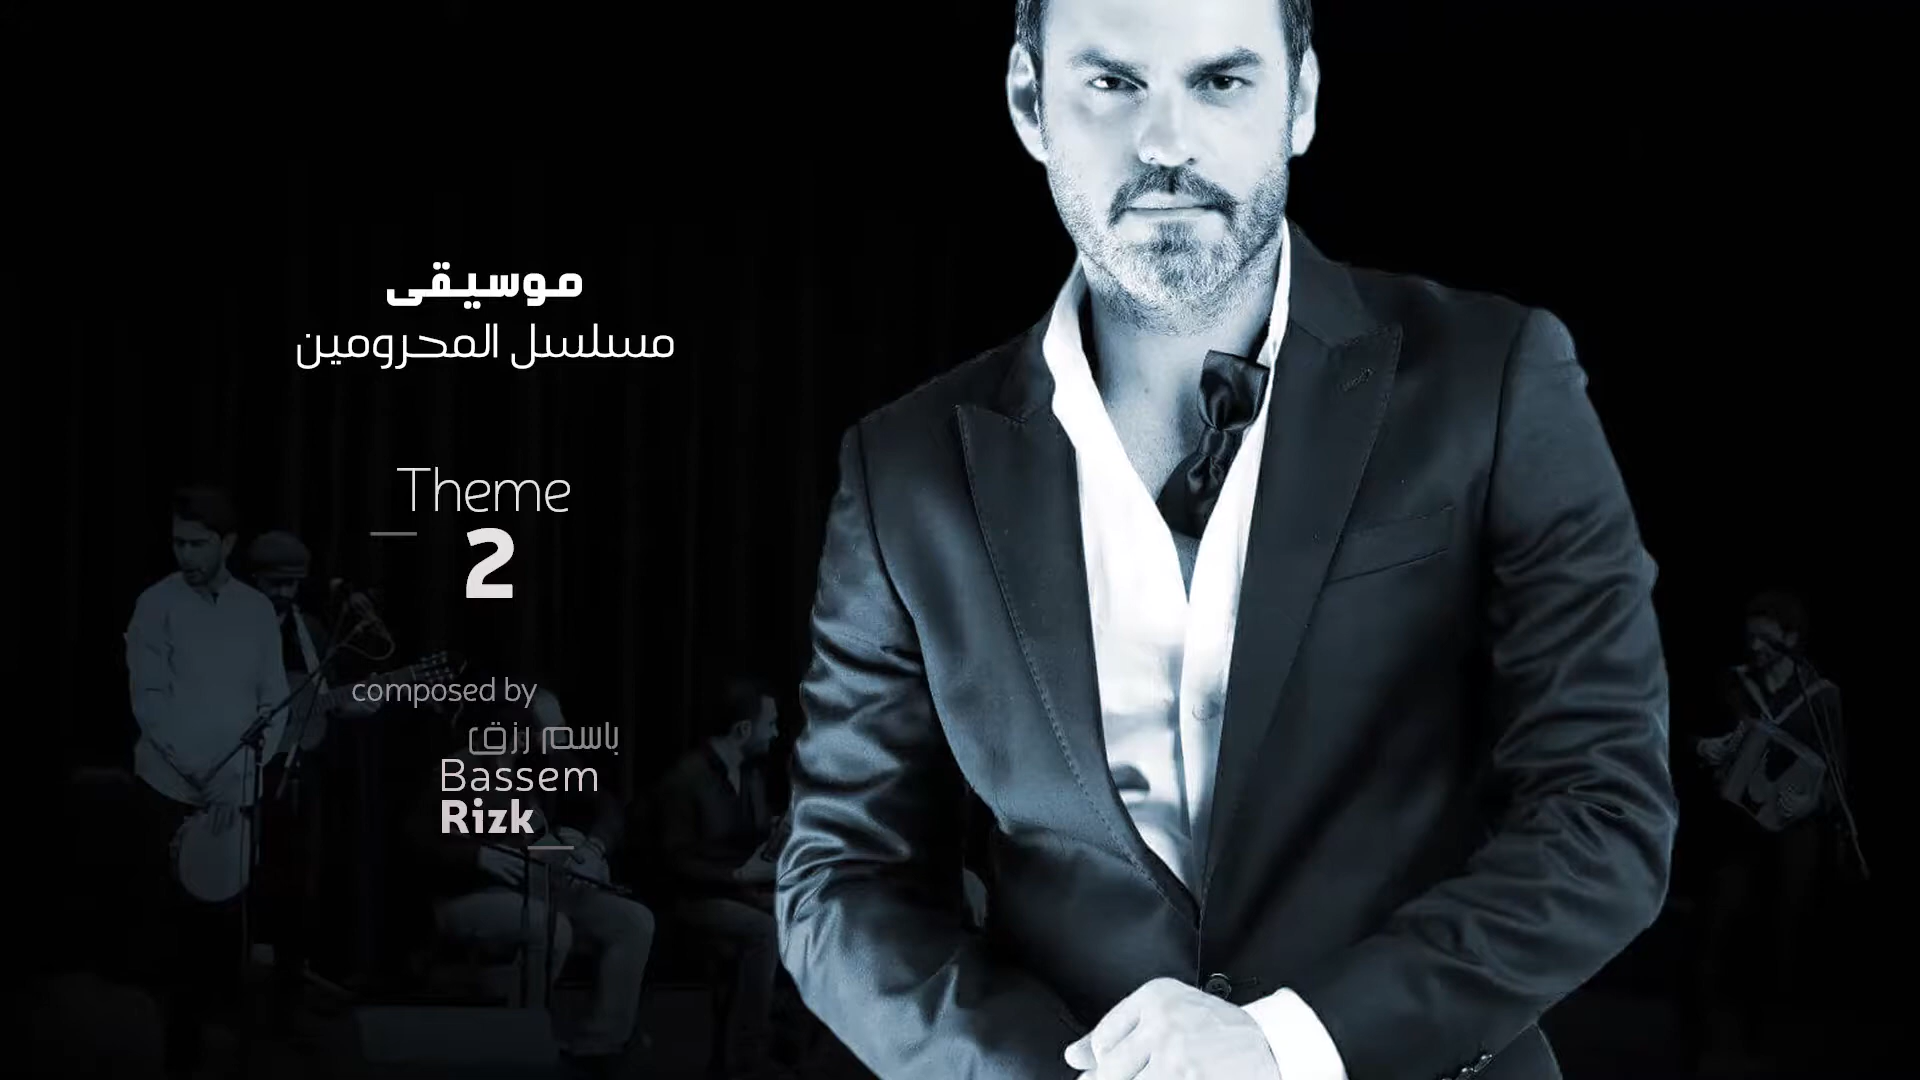 موسيقى
مسلسل المحرومين
Theme
2
composed by
باسم رزق
Bassem
Rizk